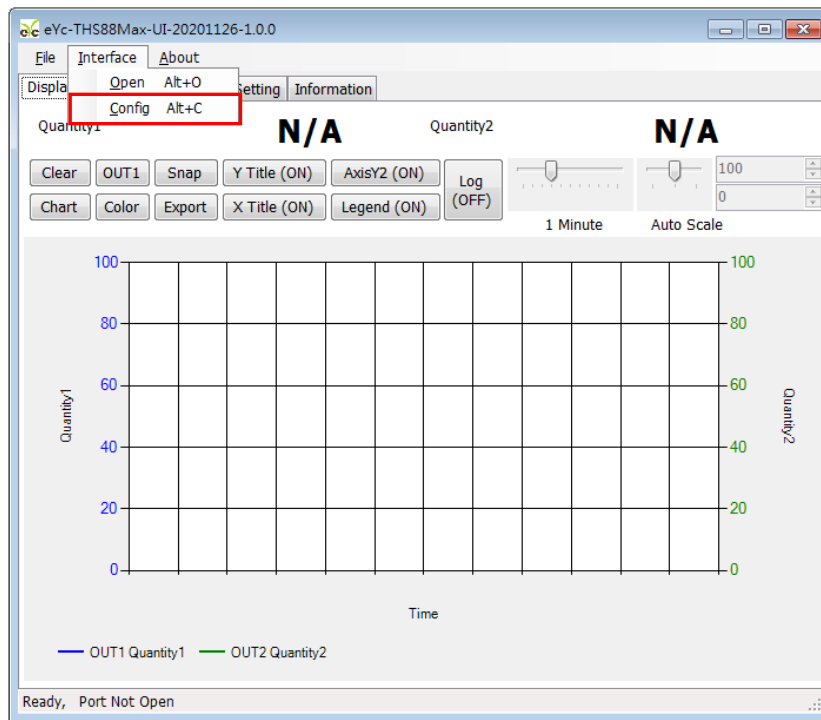 eYc-THS88Max-UI-20201126-1.0.0
File Interface About
Open Alt+O
Config Alt+C
Displa Setting Information
Quantity1 N/A Quantity2 N/A
Clear OUT1 Snap Y Title (ON) AxisY2 (ON) Log (OFF) 100
Chart Color Export X Title (ON) Legend (ON) 0
1 Minute Auto Scale
100 100
80 80
60 60
Quantity1 Quantity2
40 40
20 20
0 0
Time
OUT1 Quantity1 OUT2 Quantity2
Ready, Port Not Open